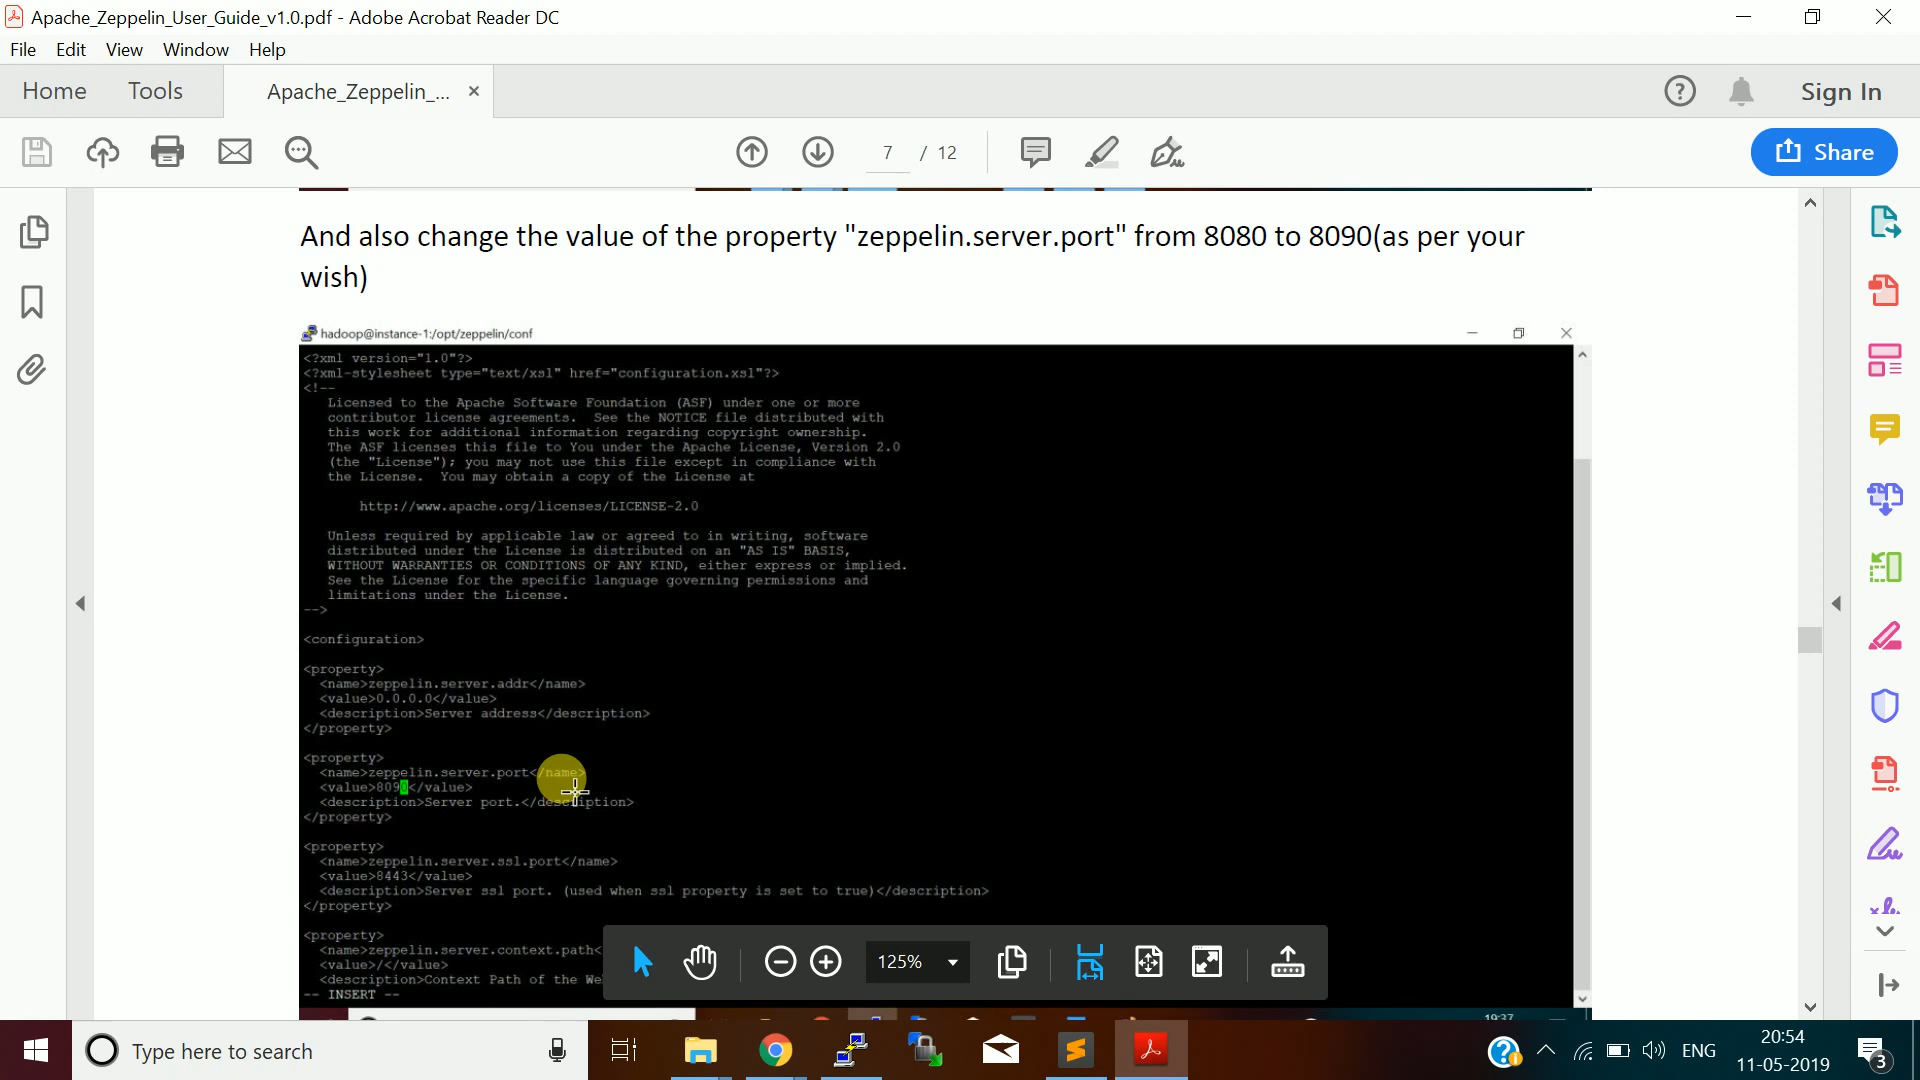 Apache_Zeppelin_User_Guide_v1.0.pdf - Adobe Acrobat Reader DC
File Edit View Window Help
Home Tools Apache_Zeppelin_... Sign In
7 / 12
Share
And also change the value of the property "zeppelin.server.port" from 8080 to 8090(as per your
wish)
hadoop@instance-1:/opt/zeppelin/conf
<?xml version="1.0"?>
<?xml-stylesheet type="text/xsl" href="configuration.xsl"?>
<!--
Licensed to the Apache Software Foundation (ASF) under one or more
contributor license agreements. See the NOTICE file distributed with
this work for additional information regarding copyright ownership.
The ASF licenses this file to You under the Apache License, Version 2.0
(the "License"); you may not use this file except in compliance with
the License. You may obtain a copy of the License at
http://www.apache.org/licenses/LICENSE-2.0
Unless required by applicable law or agreed to in writing, software
distributed under the License is distributed on an "AS IS" BASIS,
WITHOUT WARRANTIES OR CONDITIONS OF ANY KIND, either express or implied.
See the License for the specific language governing permissions and
limitations under the License.
-->
<configuration>
<property>
<name>zeppelin.server.addr</name>
<value>0.0.0.0</value>
<description>Server address</description>
</property>
<property>
<name>zeppelin.server.port</name>
<value>8090</value>
<description>Server port.</description>
</property>
<property>
<name>zeppelin.server.ssl.port</name>
<value>8443</value>
<description>Server ssl port. (used when ssl property is set to true)</description>
</property>
<property>
<name>zeppelin.server.context.path<
<value>/</value>
<description>Context Path of the We
-- INSERT --
125%
19:37
Type here to search
ENG
20:54
11-05-2019
3